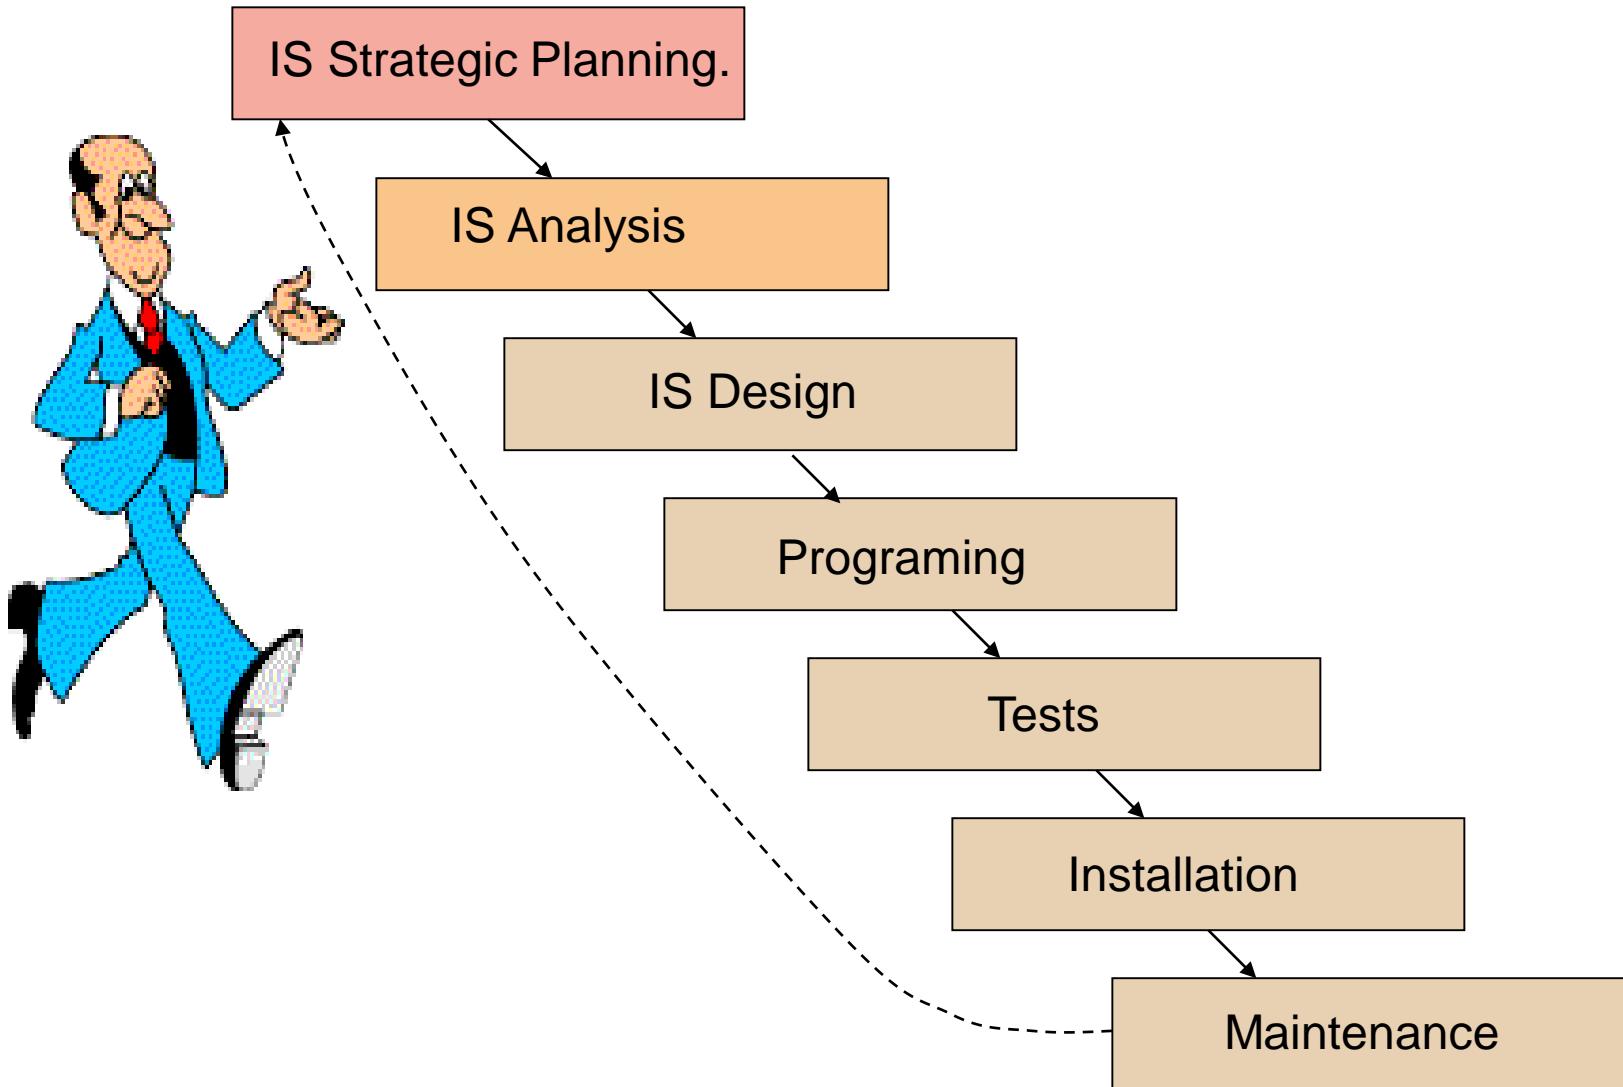 IS Strategic Planning.
IS Analysis
IS Design
Programing
Tests
Installation
Maintenance